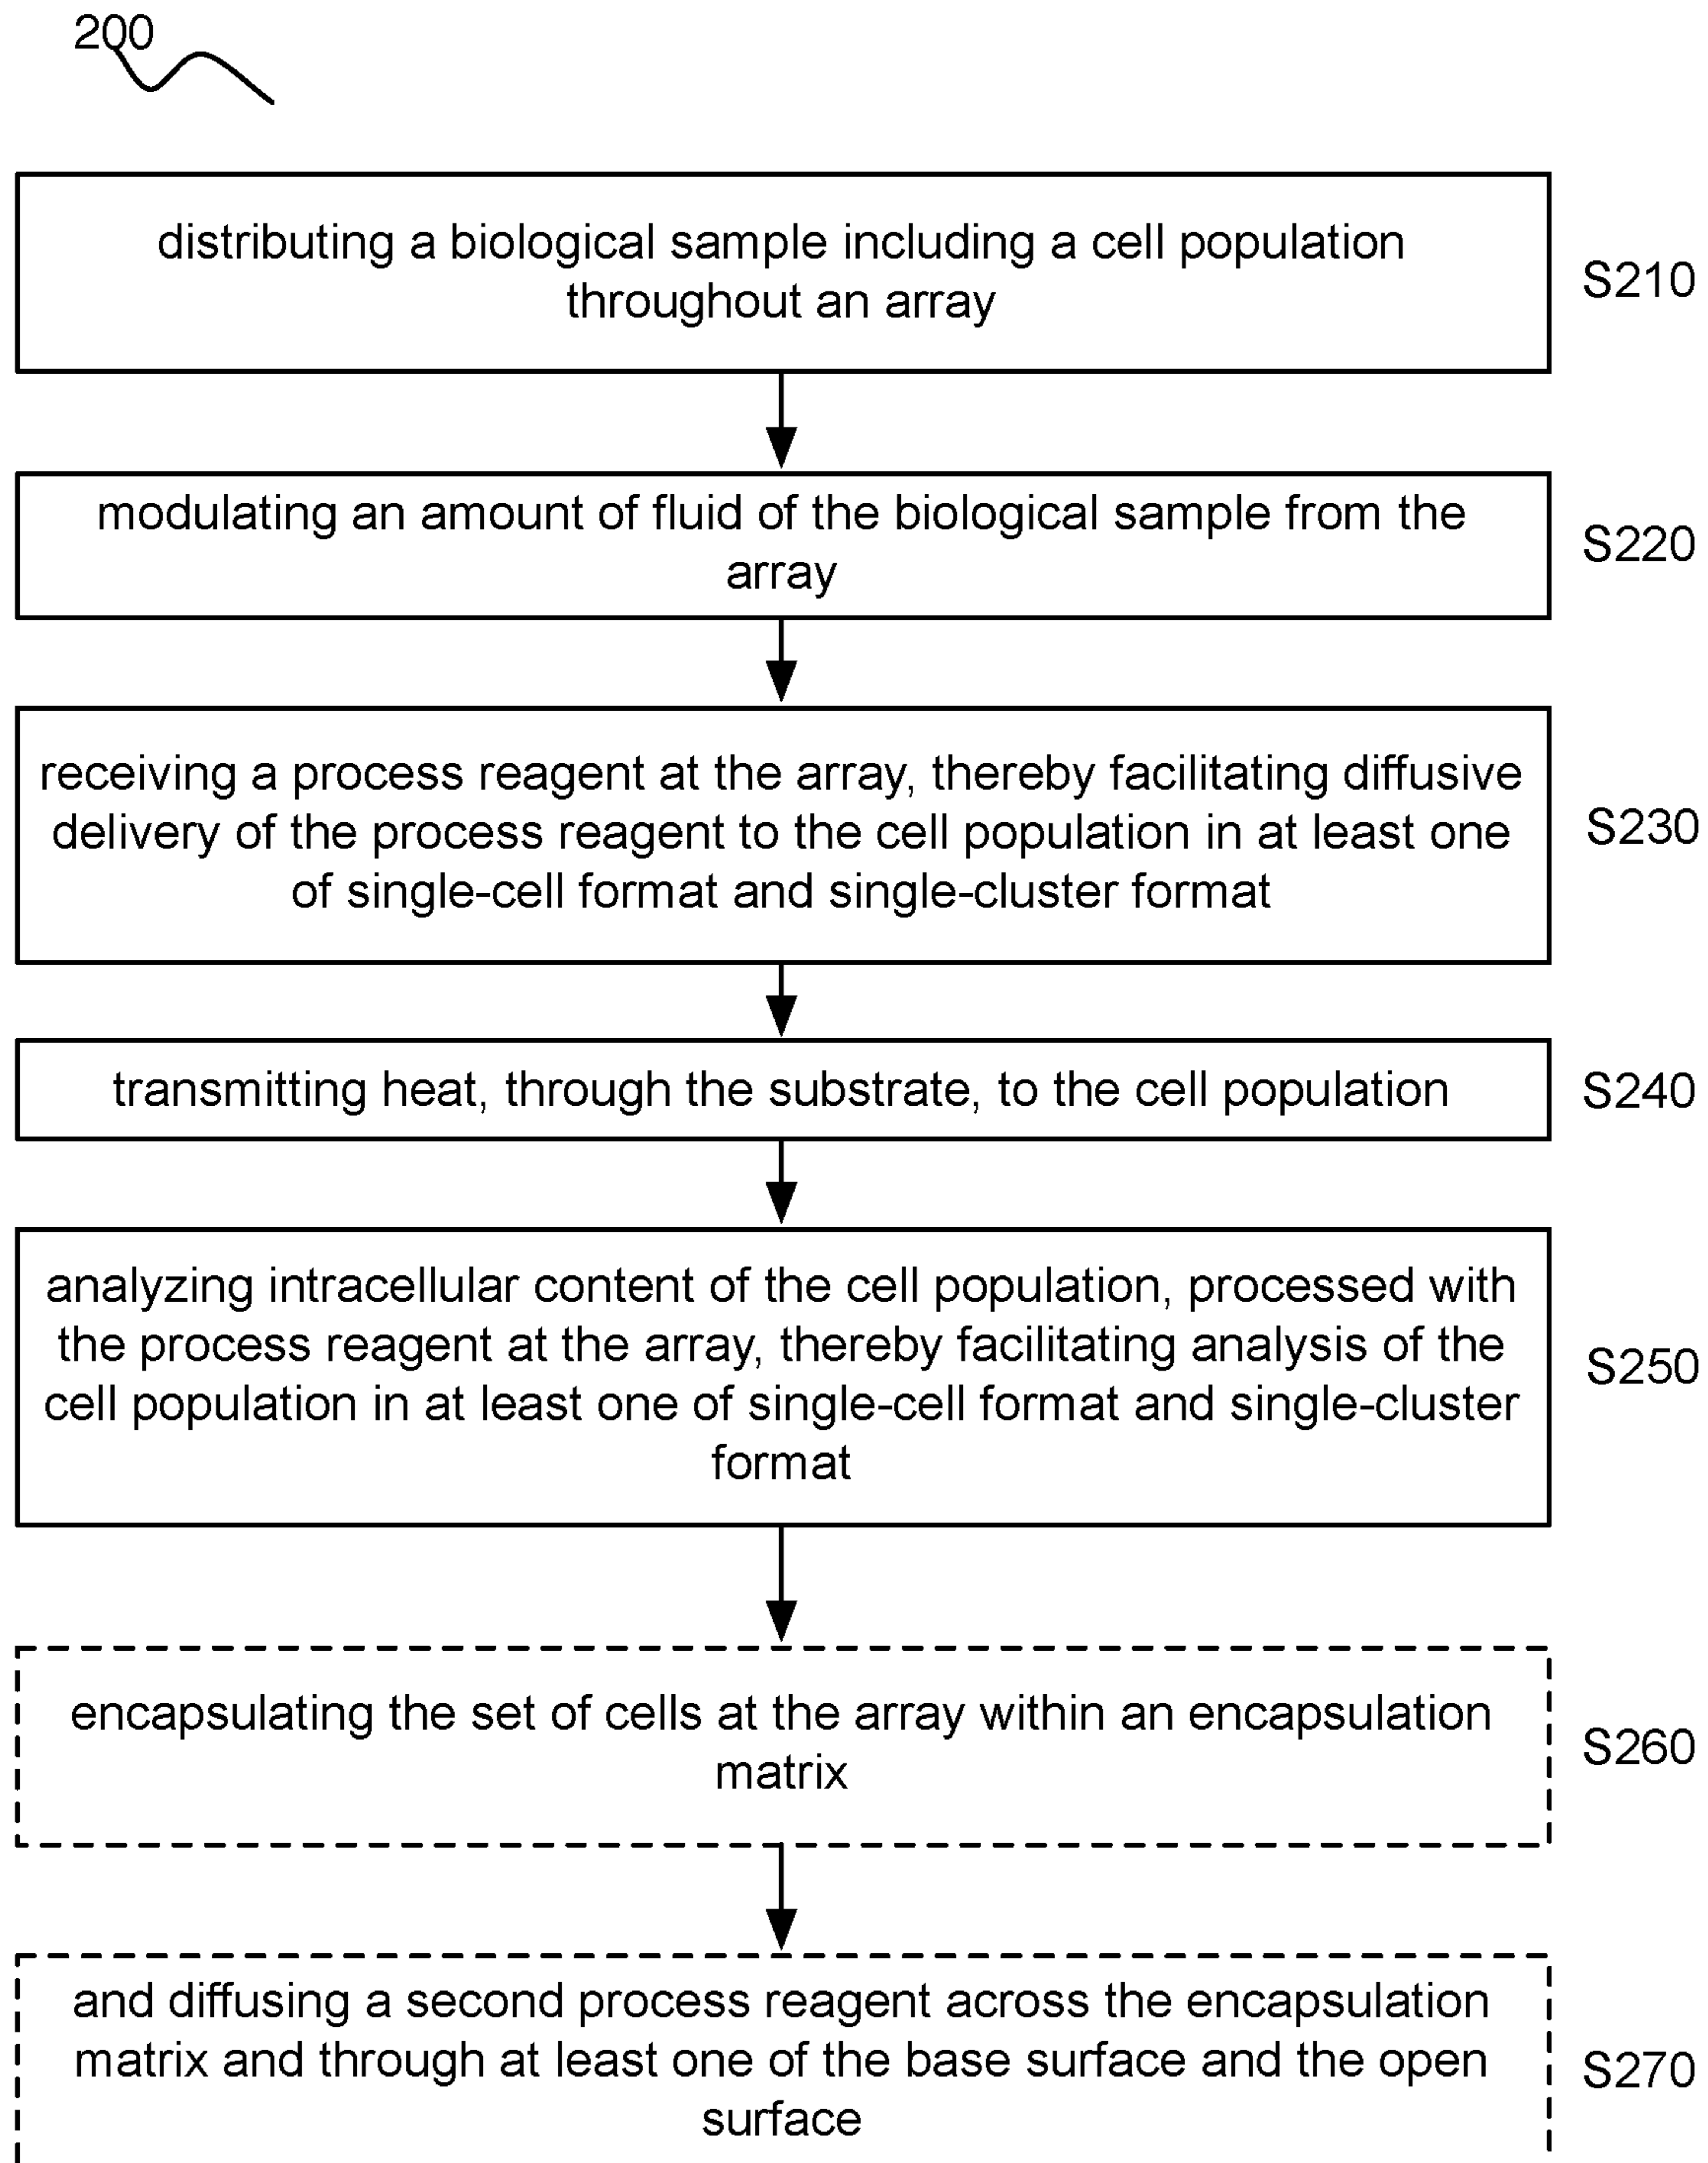 200
distributing a biological sample including a cell population
throughout an array
S210
modulating an amount of fluid of the biological sample from the
array
S220
receiving a process reagent at the array, thereby facilitating diffusive
delivery of the process reagent to the cell population in at least one
of single-cell format and single-cluster format
S230
transmitting heat, through the substrate, to the cell population
S240
analyzing intracellular content of the cell population, processed with
the process reagent at the array, thereby facilitating analysis of the
cell population in at least one of single-cell format and single-cluster
format
S250
encapsulating the set of cells at the array within an encapsulation
matrix
S260
and diffusing a second process reagent across the encapsulation
matrix and through at least one of the base surface and the open
surface
S270